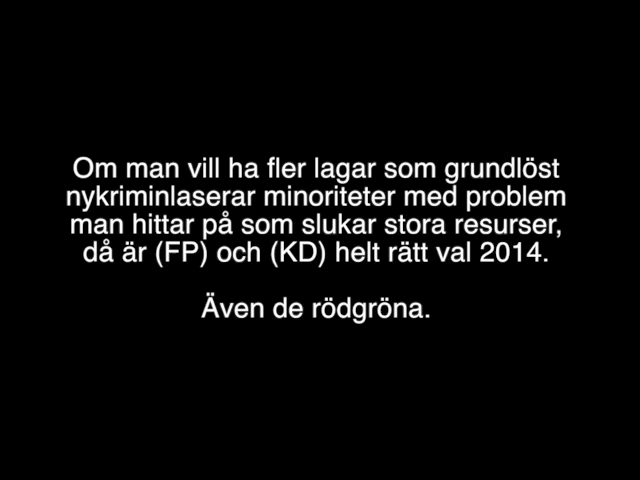 Om man vill ha fler lagar som grundlöst
nykriminlaserar minoriteter med problem
man hittar på som slukar stora resurser,
då är (FP) och (KD) helt rätt val 2014.
Även de rödgröna.